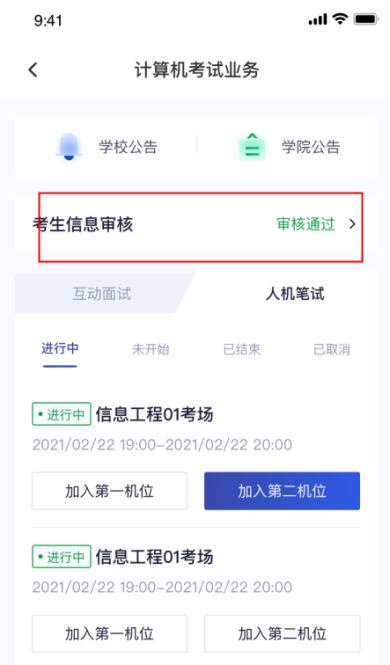 9:41
计算机考试业务
学校公告 学院公告
考生信息审核 审核通过
互动面试 人机笔试
进行中 未开始 已结束 已取消
进行中 信息工程01考场
2021/02/22 19:00-2021/02/22 20:00
加入第一机位 加入第二机位
进行中 信息工程01考场
2021/02/22 19:00-2021/02/22 20:00
加入第一机位 加入第二机位